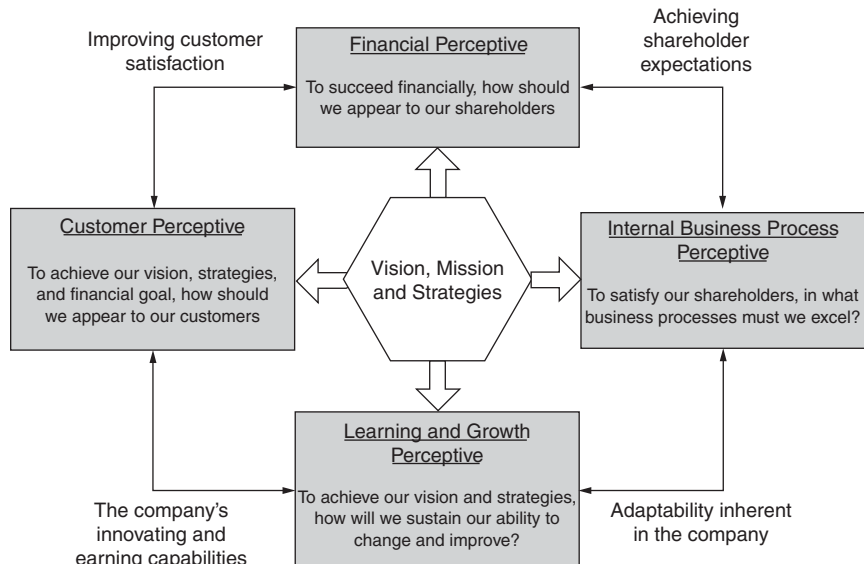 Improving customer
satisfaction
Financial Perceptive
To succeed financially, how should
we appear to our shareholders
Achieving
shareholder
expectations
Customer Perceptive
To achieve our vision, strategies,
and financial goal, how should
we appear to our customers
Vision, Mission
and Strategies
Internal Business Process
Perceptive
To satisfy our shareholders, in what
business processes must we excel?
Learning and Growth
Perceptive
To achieve our vision and strategies,
how will we sustain our ability to
change and improve?
The company's
innovating and
earning capabilities
Adaptability inherent
in the company